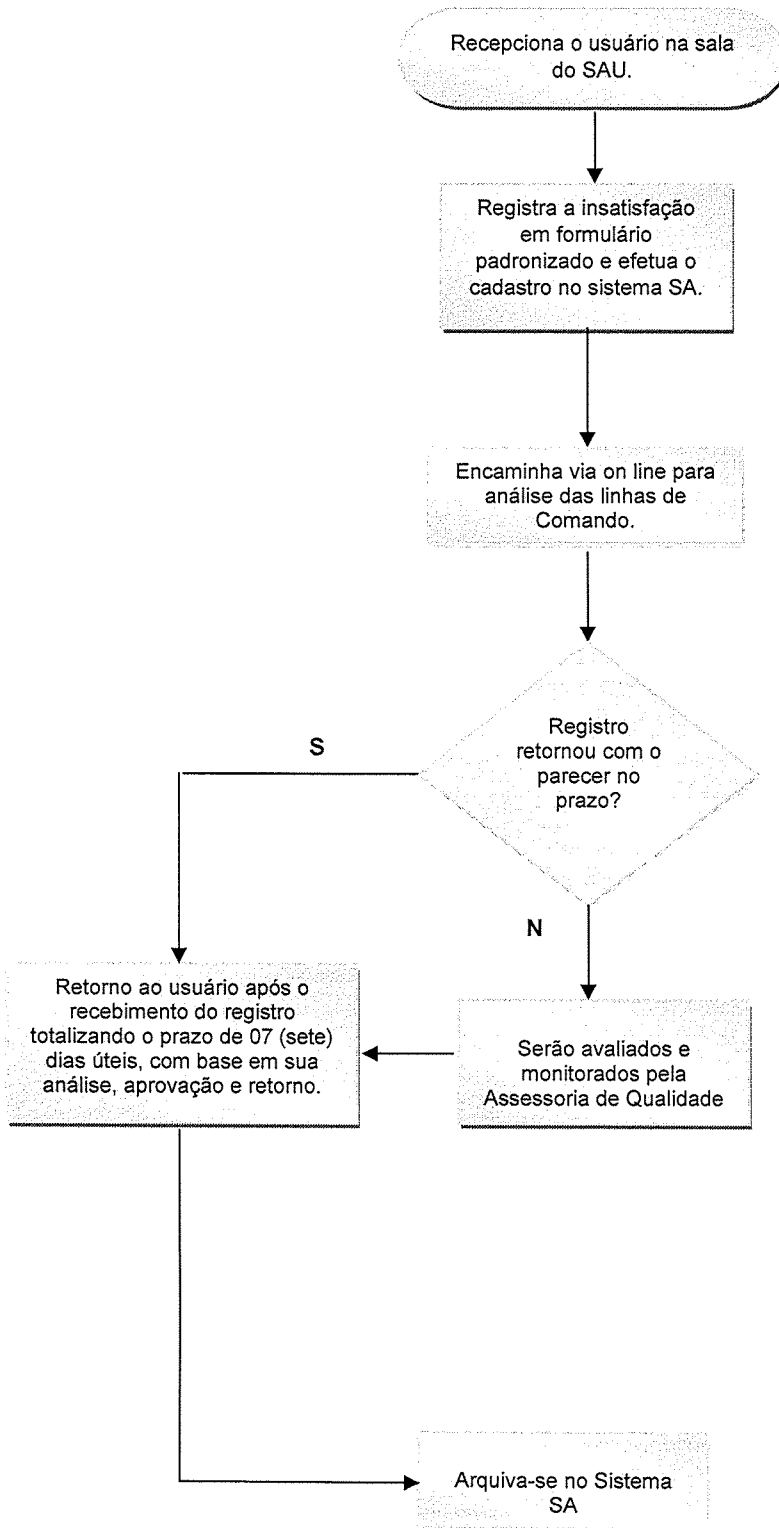 Recepciona o usuário na sala
do SAU.
Registra a insatisfação
em formulário
padronizado e efetua o
cadastro no sistema SA.
Encaminha via on line para
análise das linhas de
Comando.
Registro
retornou com o
parecer no
prazo?
S
N
Retorno ao usuário após o
recebimento do registro
totalizando o prazo de 07 (sete)
dias úteis, com base em sua
análise, aprovação e retorno.
Serão avaliados e
monitorados pela
Assessoria de Qualidade
Arquiva-se no Sistema
SA